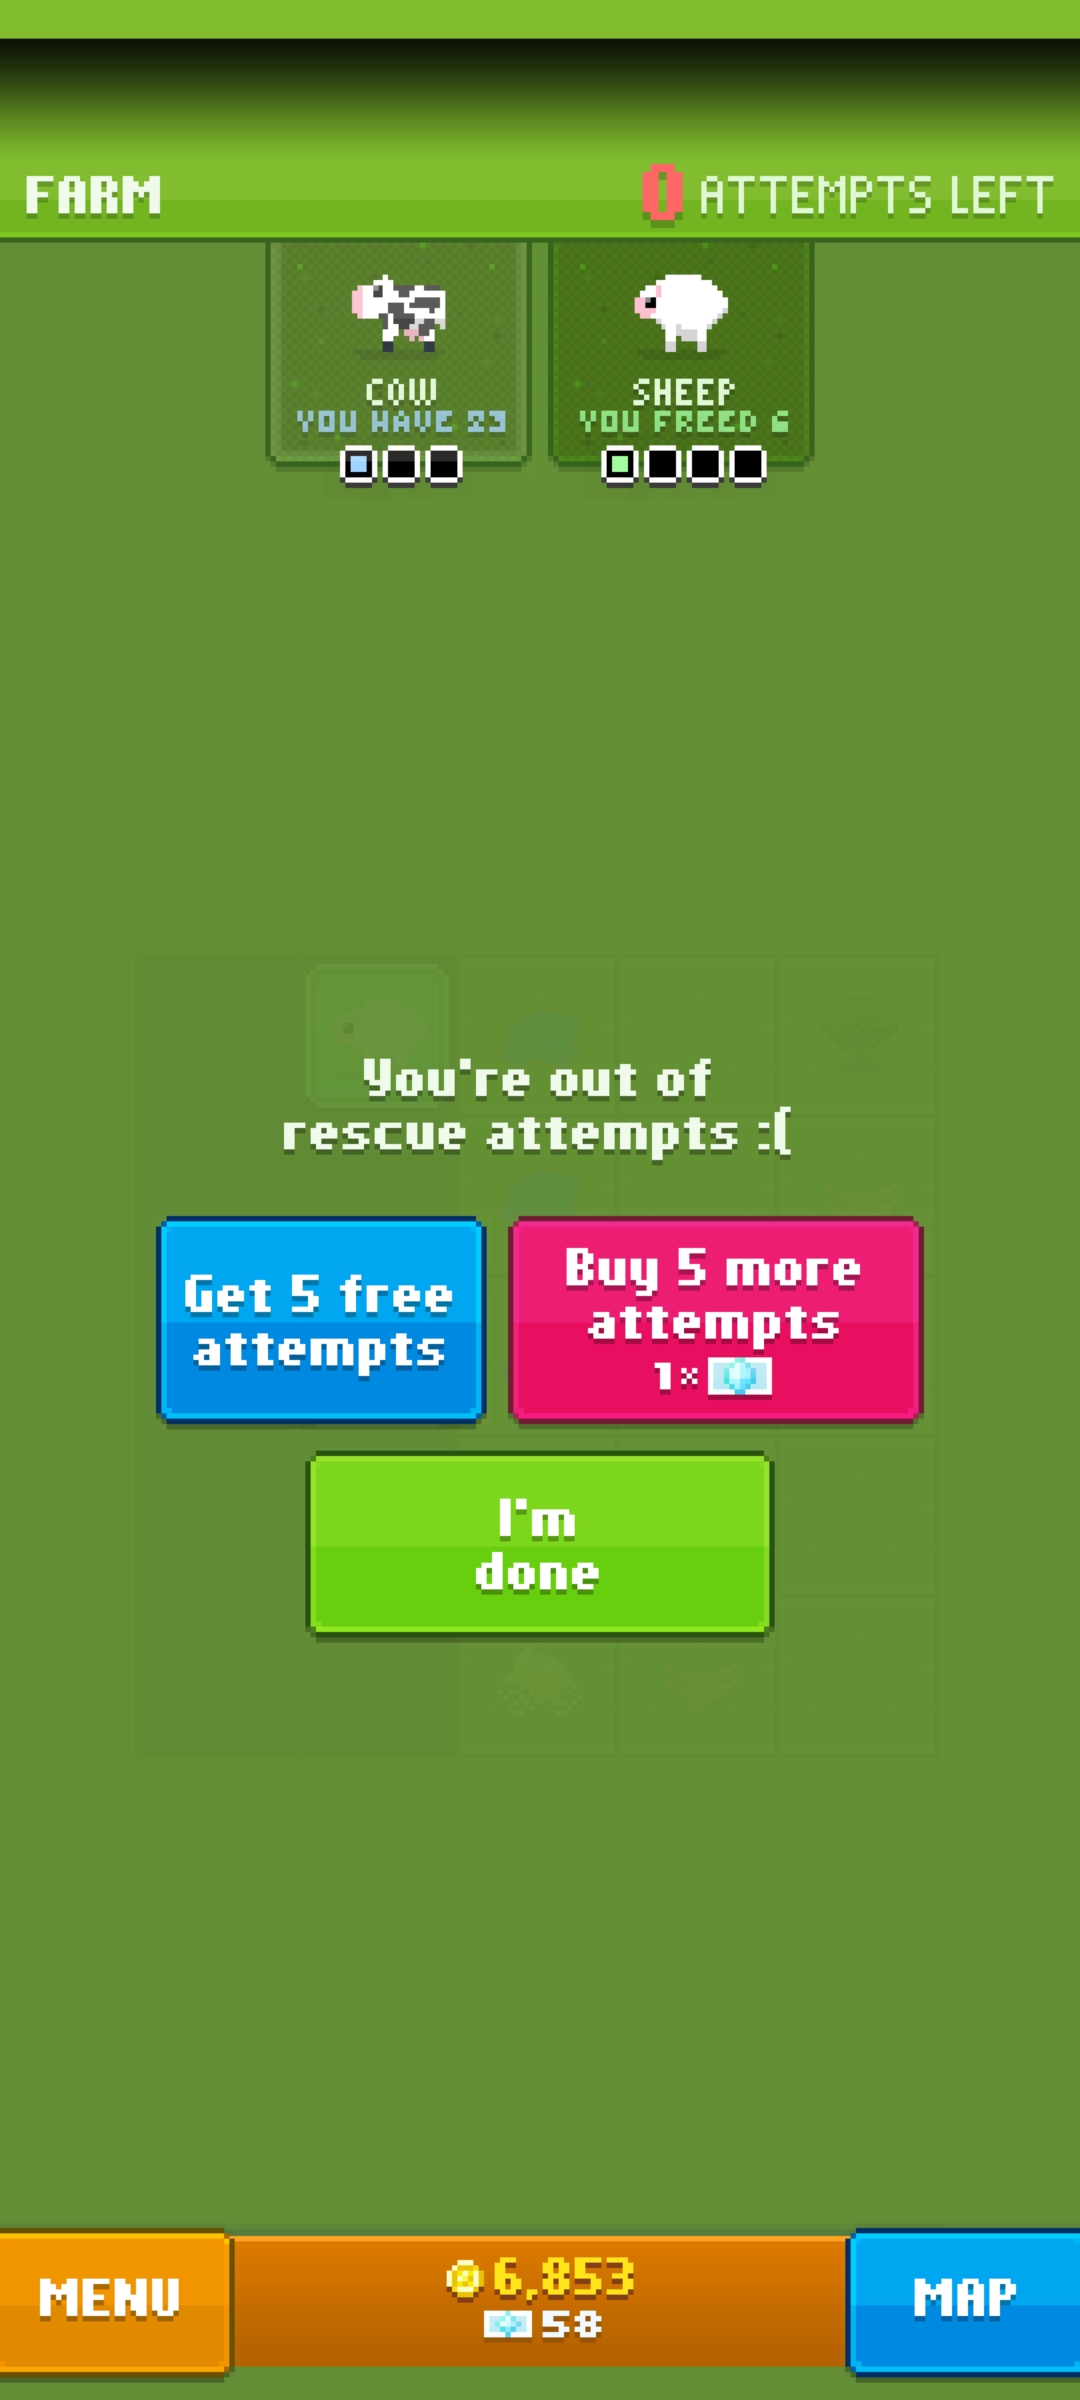 FARM
0 ATTEMPTS LEFT
COW
YOU HAVE 23
SHEEP
YOU FREED 6
You're out of
rescue attempts :(
Get 5 free
attempts
Buy 5 more
attempts
1×
I'm
done
MENU
6,853
58
MAP